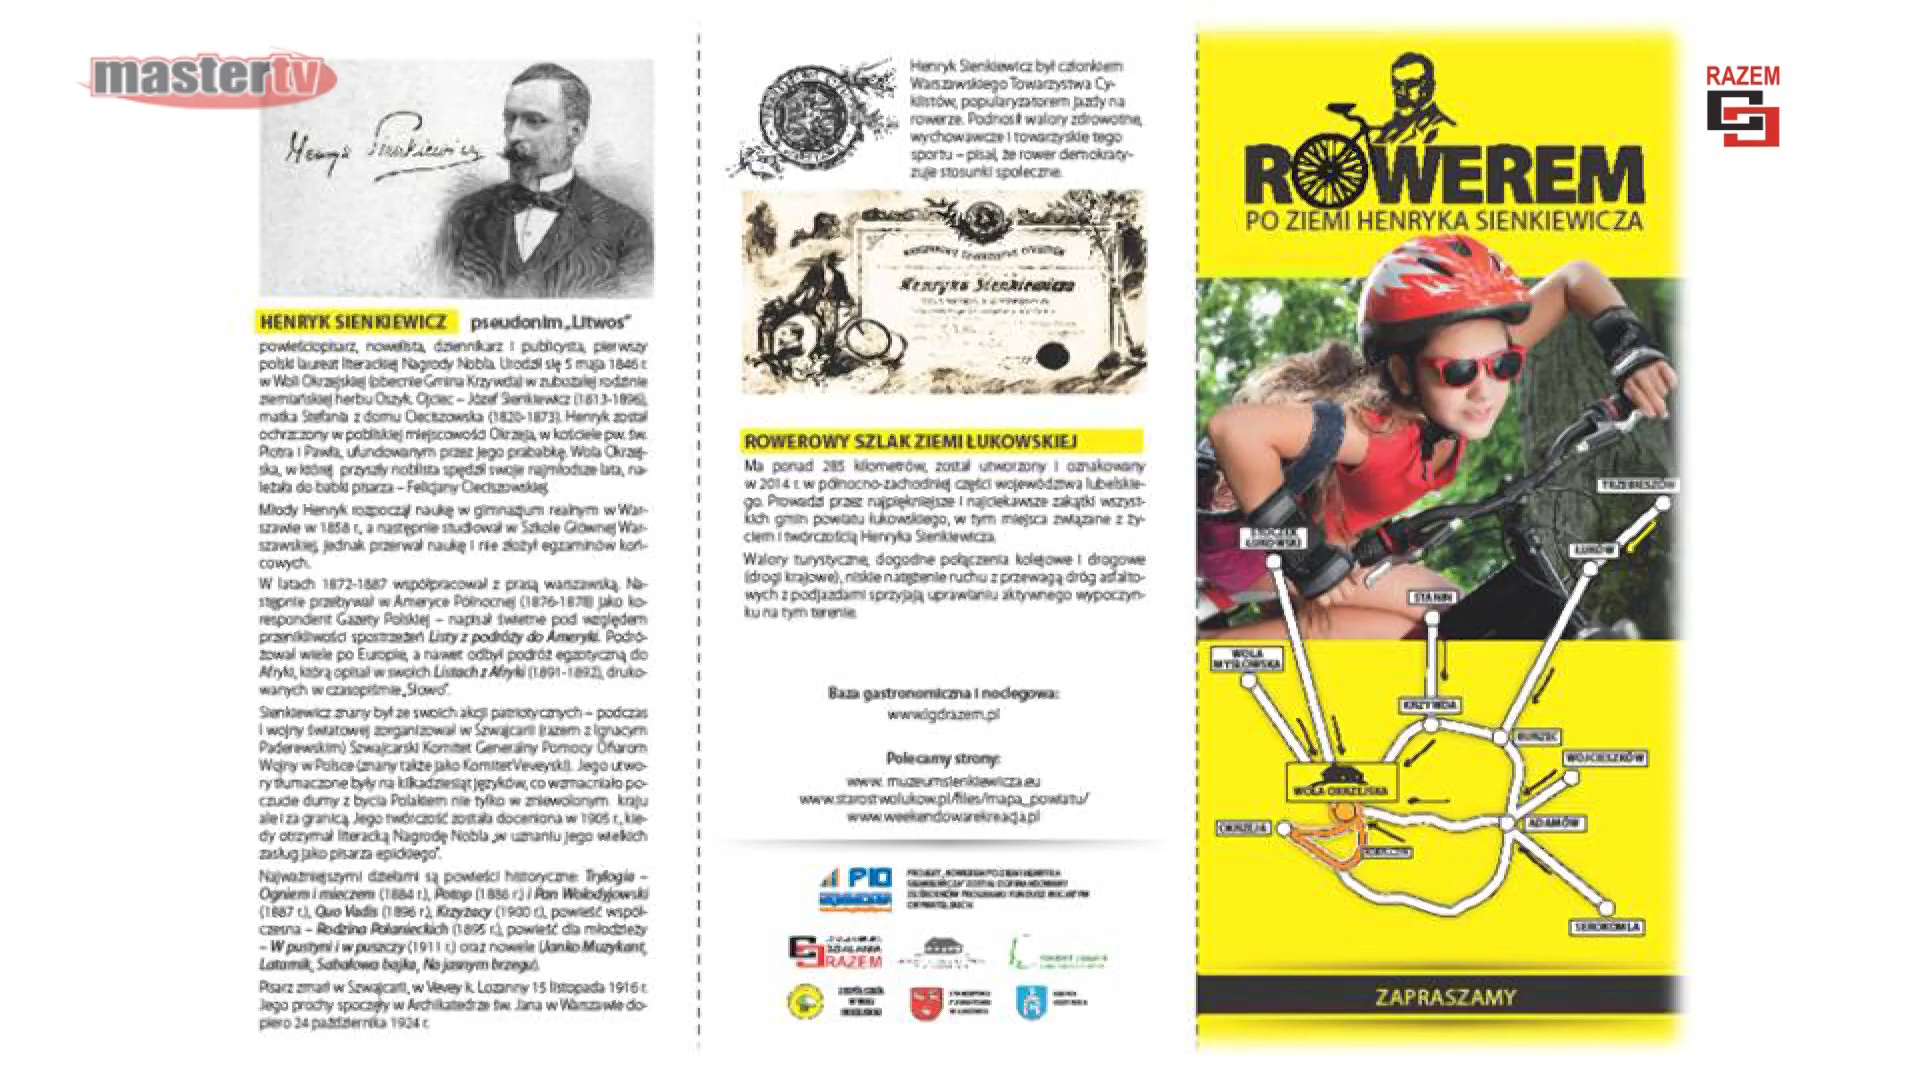 mastertv
Henryk Sienkiewicz
HENRYK SIENKIEWICZ pseudonim „Litwos"
powieściopisarz, nowelista, dziennikarz i publicysta, pierwszy
polski laureat literackiej Nagrody Nobla. Urodził się 5 maja 1846 r.
w Woli Okrzejskiej (obecnie Gmina Krzywda) w zubożałej rodzinie
ziemiańskiej herbu Oszyk. Ojciec – Józef Sienkiewicz (1813-1896),
matka Stefania z domu Cieciszowska (1820-1873). Henryk został
ochrzczony w pobliskiej miejscowości Okrzeja, w kościele pw. św.
Piotra i Pawła, ufundowanym przez jego prababkę. Wola Okrzej-
ska, w której przyszły noblista spędził swoje najmłodsze lata, na-
leżała do babki pisarza – Felicjany Cieciszowskiej.
Młody Henryk rozpoczął naukę w gimnazjum realnym w War-
szawie w 1858 r., a następnie studiował w Szkole Głównej War-
szawskiej, jednak przerwał naukę i nie złożył egzaminów koń-
cowych.
W latach 1872-1887 współpracował z prasą warszawską. Na-
stępnie przebywał w Ameryce Północnej (1876-1878) jako ko-
respondent Gazety Polskiej – napisał świetne pod względem
przenikliwości spostrzeżeń Listy z podróży do Ameryki. Podró-
żował wiele po Europie, a nawet odbył podróż egzotyczną do
Afryki, którą opisał w swoich Listach z Afryki (1891-1892), druko-
wanych w czasopiśmie „Słowo".
Sienkiewicz znany był ze swoich akcji patriotycznych – podczas
I wojny światowej zorganizował w Szwajcarii (razem z Ignacym
Paderewskim) Szwajcarski Komitet Generalny Pomocy Ofiarom
Wojny w Polsce (znany także jako Komitet Veveyski). Jego utwo-
ry tłumaczone były na kilkadziesiąt języków, co wzmacniało po-
czucie dumy z bycia Polakiem nie tylko w zniewolonym kraju
ale i za granicą. Jego twórczość została doceniona w 1905 r., kie-
dy otrzymał literacką Nagrodę Nobla „w uznaniu jego wielkich
zasług jako pisarza epickiego".
Najważniejszymi dziełami są powieści historyczne: Trylogia –
Ogniem i mieczem (1884 r.), Potop (1886 r.) i Pan Wołodyjowski
(1887 r.), Quo Vadis (1896 r.), Krzyżacy (1900 r.), powieść współ-
czesna – Rodzina Połanieckich (1895 r.), powieść dla młodzieży
– W pustyni i w puszczy (1911 r.) oraz nowele (Janko Muzykant,
Latarnik, Sabałowa bajka, Na jasnym brzegu).
Pisarz zmarł w Szwajcarii, w Vevey k. Lozanny 15 listopada 1916 r.
Jego prochy spoczęły w Archikatedrze św. Jana w Warszawie do-
piero 24 października 1924 r.
Henryk Sienkiewicz był członkiem
Warszawskiego Towarzystwa Cy-
klistów, popularyzatorem jazdy na
rowerze. Podnosił walory zdrowotne,
wychowawcze i towarzyskie tego
sportu – pisał, że rower demokraty-
zuje stosunki społeczne.
Henryka Sienkiewicza
ROWEROWY SZLAK ZIEMI ŁUKOWSKIEJ
Ma ponad 285 kilometrów, został utworzony i oznakowany
w 2014 r. w północno-zachodniej części województwa lubelskie-
go. Prowadzi przez najpiękniejsze i najciekawsze zakątki wszyst-
kich gmin powiatu łukowskiego, w tym miejsca związane z ży-
ciem i twórczością Henryka Sienkiewicza.
Walory turystyczne, dogodne połączenia kolejowe i drogowe
(drogi krajowe), niskie natężenie ruchu z przewagą dróg asfalto-
wych z podjazdami sprzyjają uprawianiu aktywnego wypoczyn-
ku na tym terenie.
Baza gastronomiczna i noclegowa:
www.lgdrazem.pl
Polecamy strony:
www. muzeumsienkiewicza.eu
www.starostwolukow.pl/files/mapa_powiatu/
www.weekendowarekreacja.pl
PIO
DZIAŁANIA
RAZEM
ROWEREM
PO ZIEMI HENRYKA SIENKIEWICZA
TRZEBIESZÓW
STOCZEK
ŁUKOWSKI
ŁUKÓW
STANIN
WOLA
MYSŁOWSKA
KRZYWDA
BURZEC
WOJCIESZKÓW
WOLA OKRZEJSKA
OKRZEJA
ADAMÓW
SEROKOMLA
ZAPRASZAMY
RAZEM